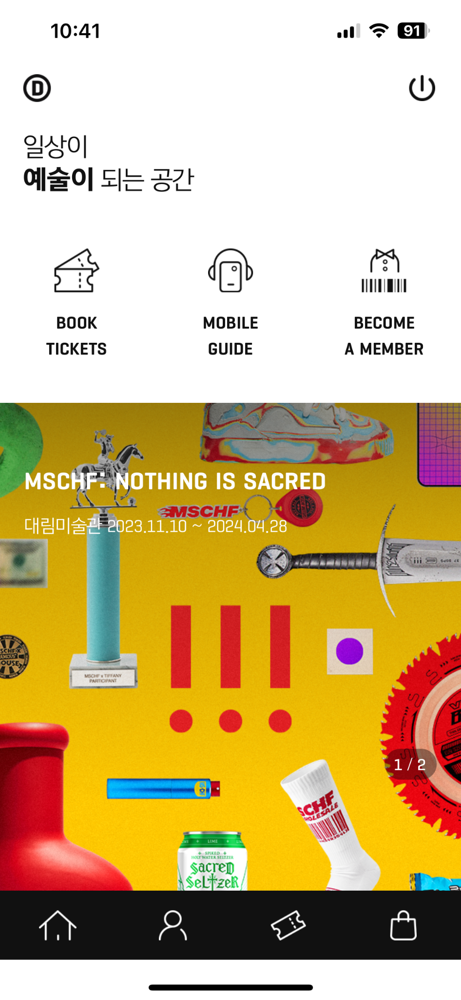 10:41
91
D
일상이
예술이 되는 공간
BOOK
TICKETS
MOBILE
GUIDE
BECOME
A MEMBER
MSCHF: NOTHING IS SACRED
MSCHF
대림미술관 2023.11.10 ~ 2024.04.28
!!!
MSCHF x TIFFANY
PARTICIPANT
1 / 2
SCHF
HOLESALE
LIME
SPIKED
HOLY WATER SELTZER
Sacred
Seltzer